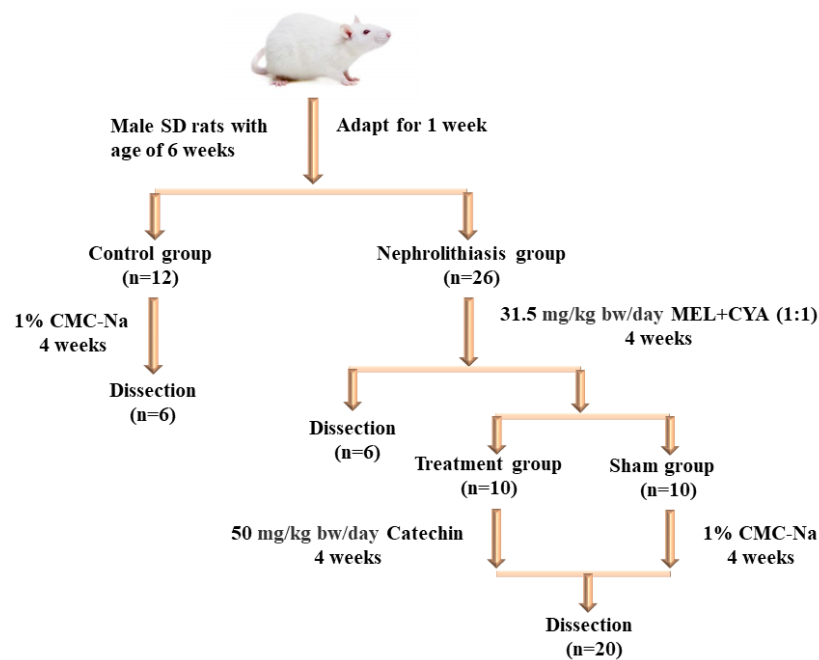 Male SD rats with
age of 6 weeks
Adapt for 1 week
Control group
(n=12)
Nephrolithiasis group
(n=26)
1% CMC-Na
4 weeks
31.5 mg/kg bw/day MEL+CYA (1:1)
4 weeks
Dissection
(n=6)
Dissection
(n=6)
Treatment group
(n=10)
Sham group
(n=10)
50 mg/kg bw/day Catechin
4 weeks
1% CMC-Na
4 weeks
Dissection
(n=20)